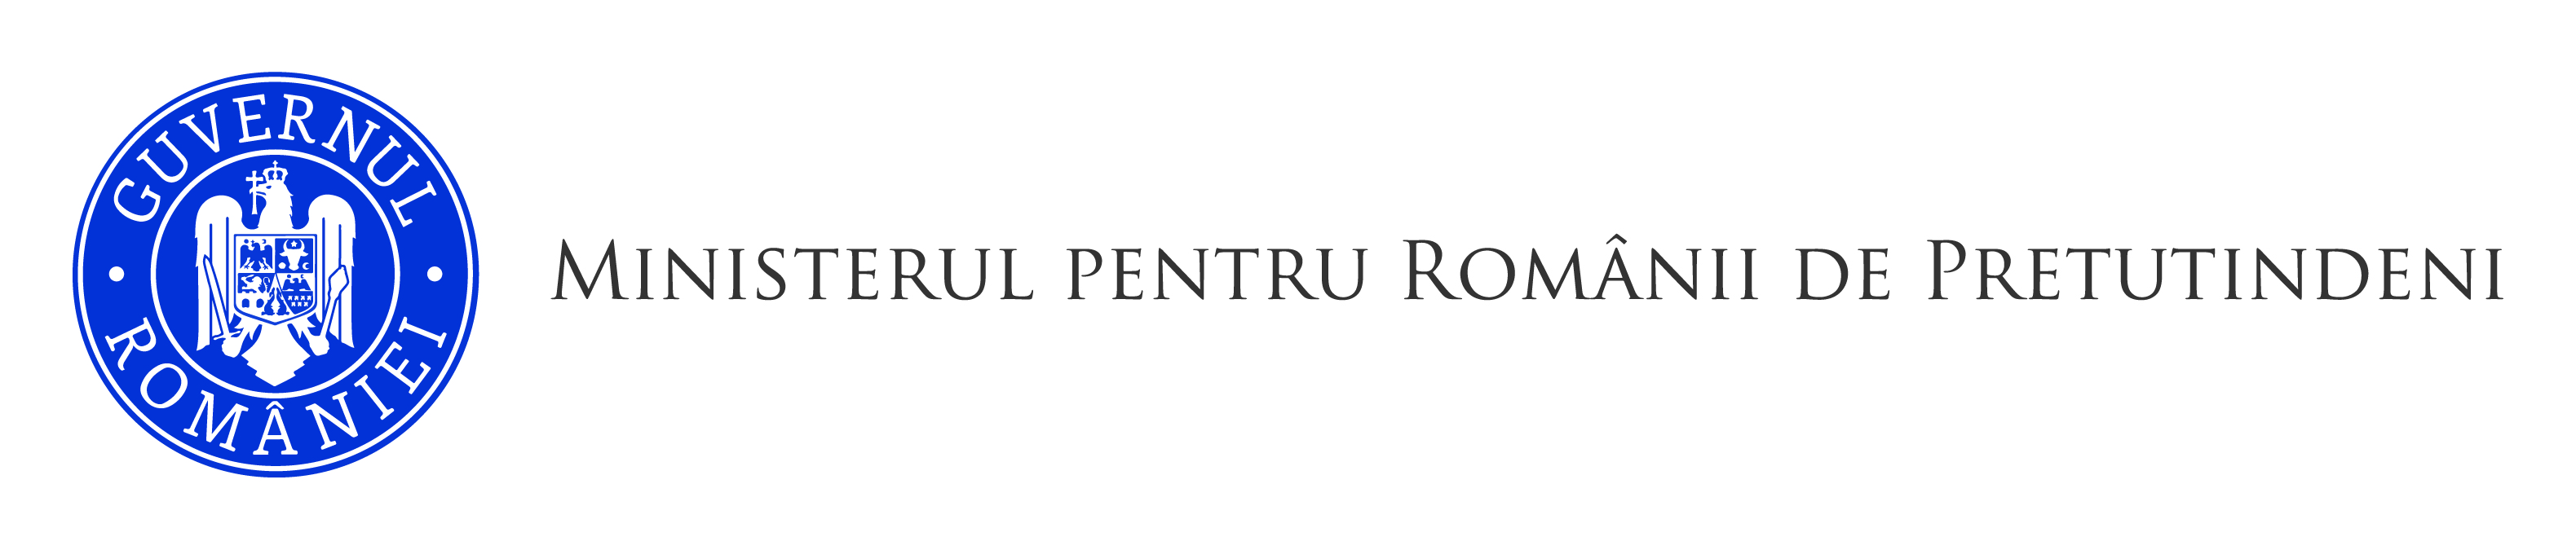 GUVERNUL
ROMÂNIEI
Ministerul pentru Românii de Pretutindeni